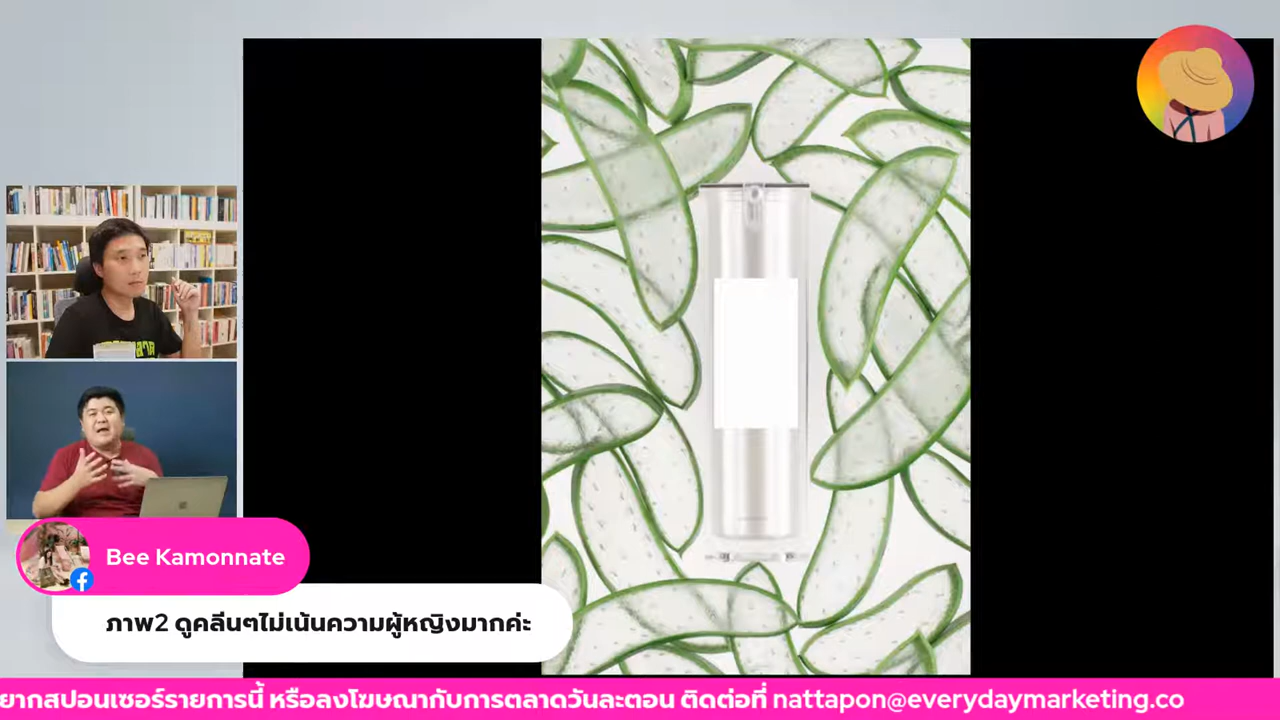 Bee Kamonnate
ภาพ2 ดูคลีนๆไม่เน้นความผู้หญิงมากค่ะ
ยากสปอนเซอร์รายการนี้ หรือลงโฆษณากับการตลาดวันละตอน ติดต่อที่ nattapon@everydaymarketing.co